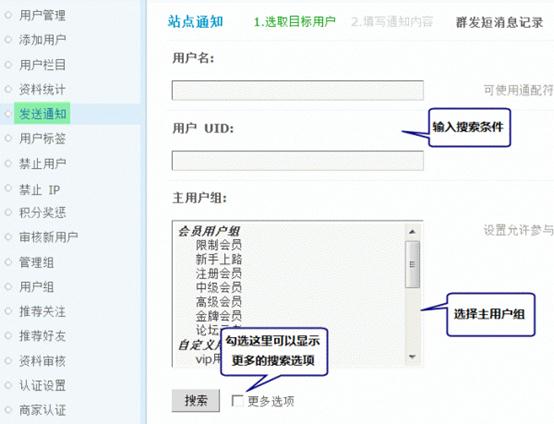 用户管理
添加用户
用户栏目
资料统计
发送通知
用户标签
禁止用户
禁止 IP
积分奖惩
审核新用户
管理组
用户组
推荐关注
推荐好友
资料审核
认证设置
商家认证
站点通知 1.选取目标用户 2.填写通知内容 群发短消息记录
用户名:
可使用通配符
用户 UID:
输入搜索条件
主用户组:
设置允许参与
会员用户组
限制会员
新手上路
注册会员
中级会员
高级会员
金牌会员
论坛
自定义
vip
选择主用户组
勾选这里可以显示
更多的搜索选项
搜索 更多选项